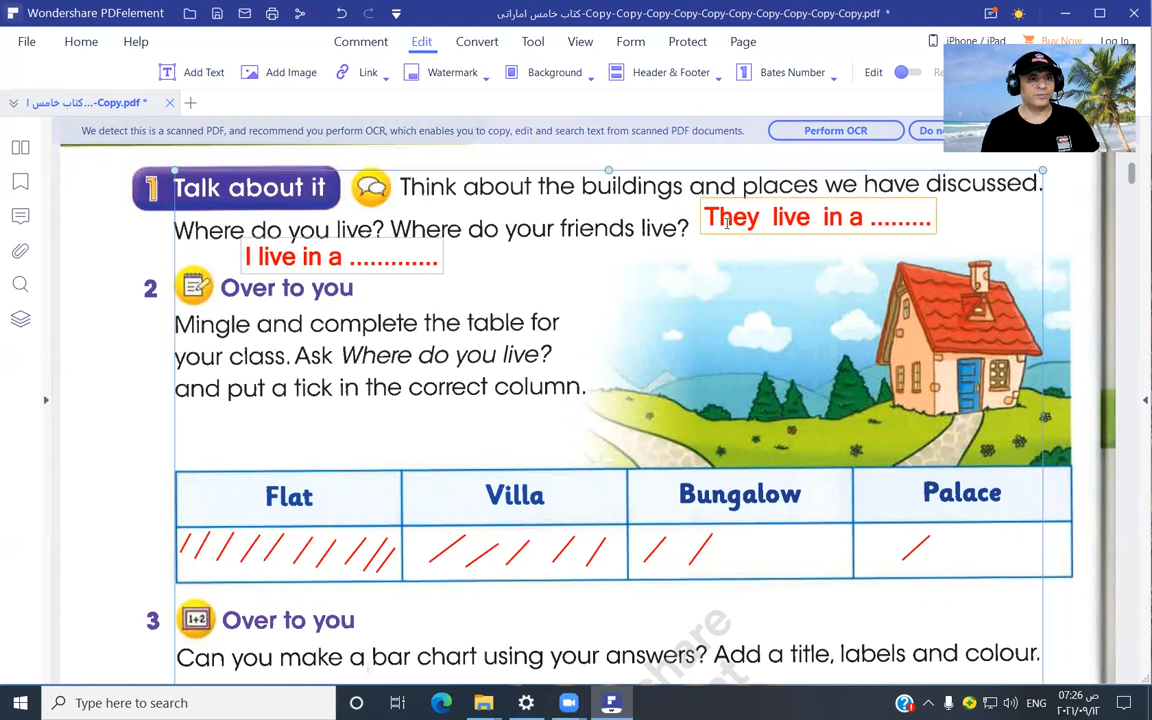 Wondershare PDFelement
كتاب خامس اماراتى-Copy-Copy-Copy-Copy-Copy-Copy-Copy-Copy-Copy.pdf *
File Home Help Comment Edit Convert Tool View Form Protect Page
iPhone / iPad Buy Now Log In
Add Text Add Image Link Watermark Background Header & Footer Bates Number Edit
كتاب خامس ا...-Copy.pdf *
We detect this is a scanned PDF, and recommend you perform OCR, which enables you to copy, edit and search text from scanned PDF documents.
Perform OCR
1 Talk about it Think about the buildings and places we have discussed.
They live in a .........
Where do you live? Where do your friends live?
I live in a .............
2 Over to you
Mingle and complete the table for
your class. Ask Where do you live?
and put a tick in the correct column.
Flat Villa Bungalow Palace
3 1+2 Over to you
Can you make a bar chart using your answers? Add a title, labels and colour.
Type here to search
ENG
07:26 ص
٢٠٢١/٠٩/١٢